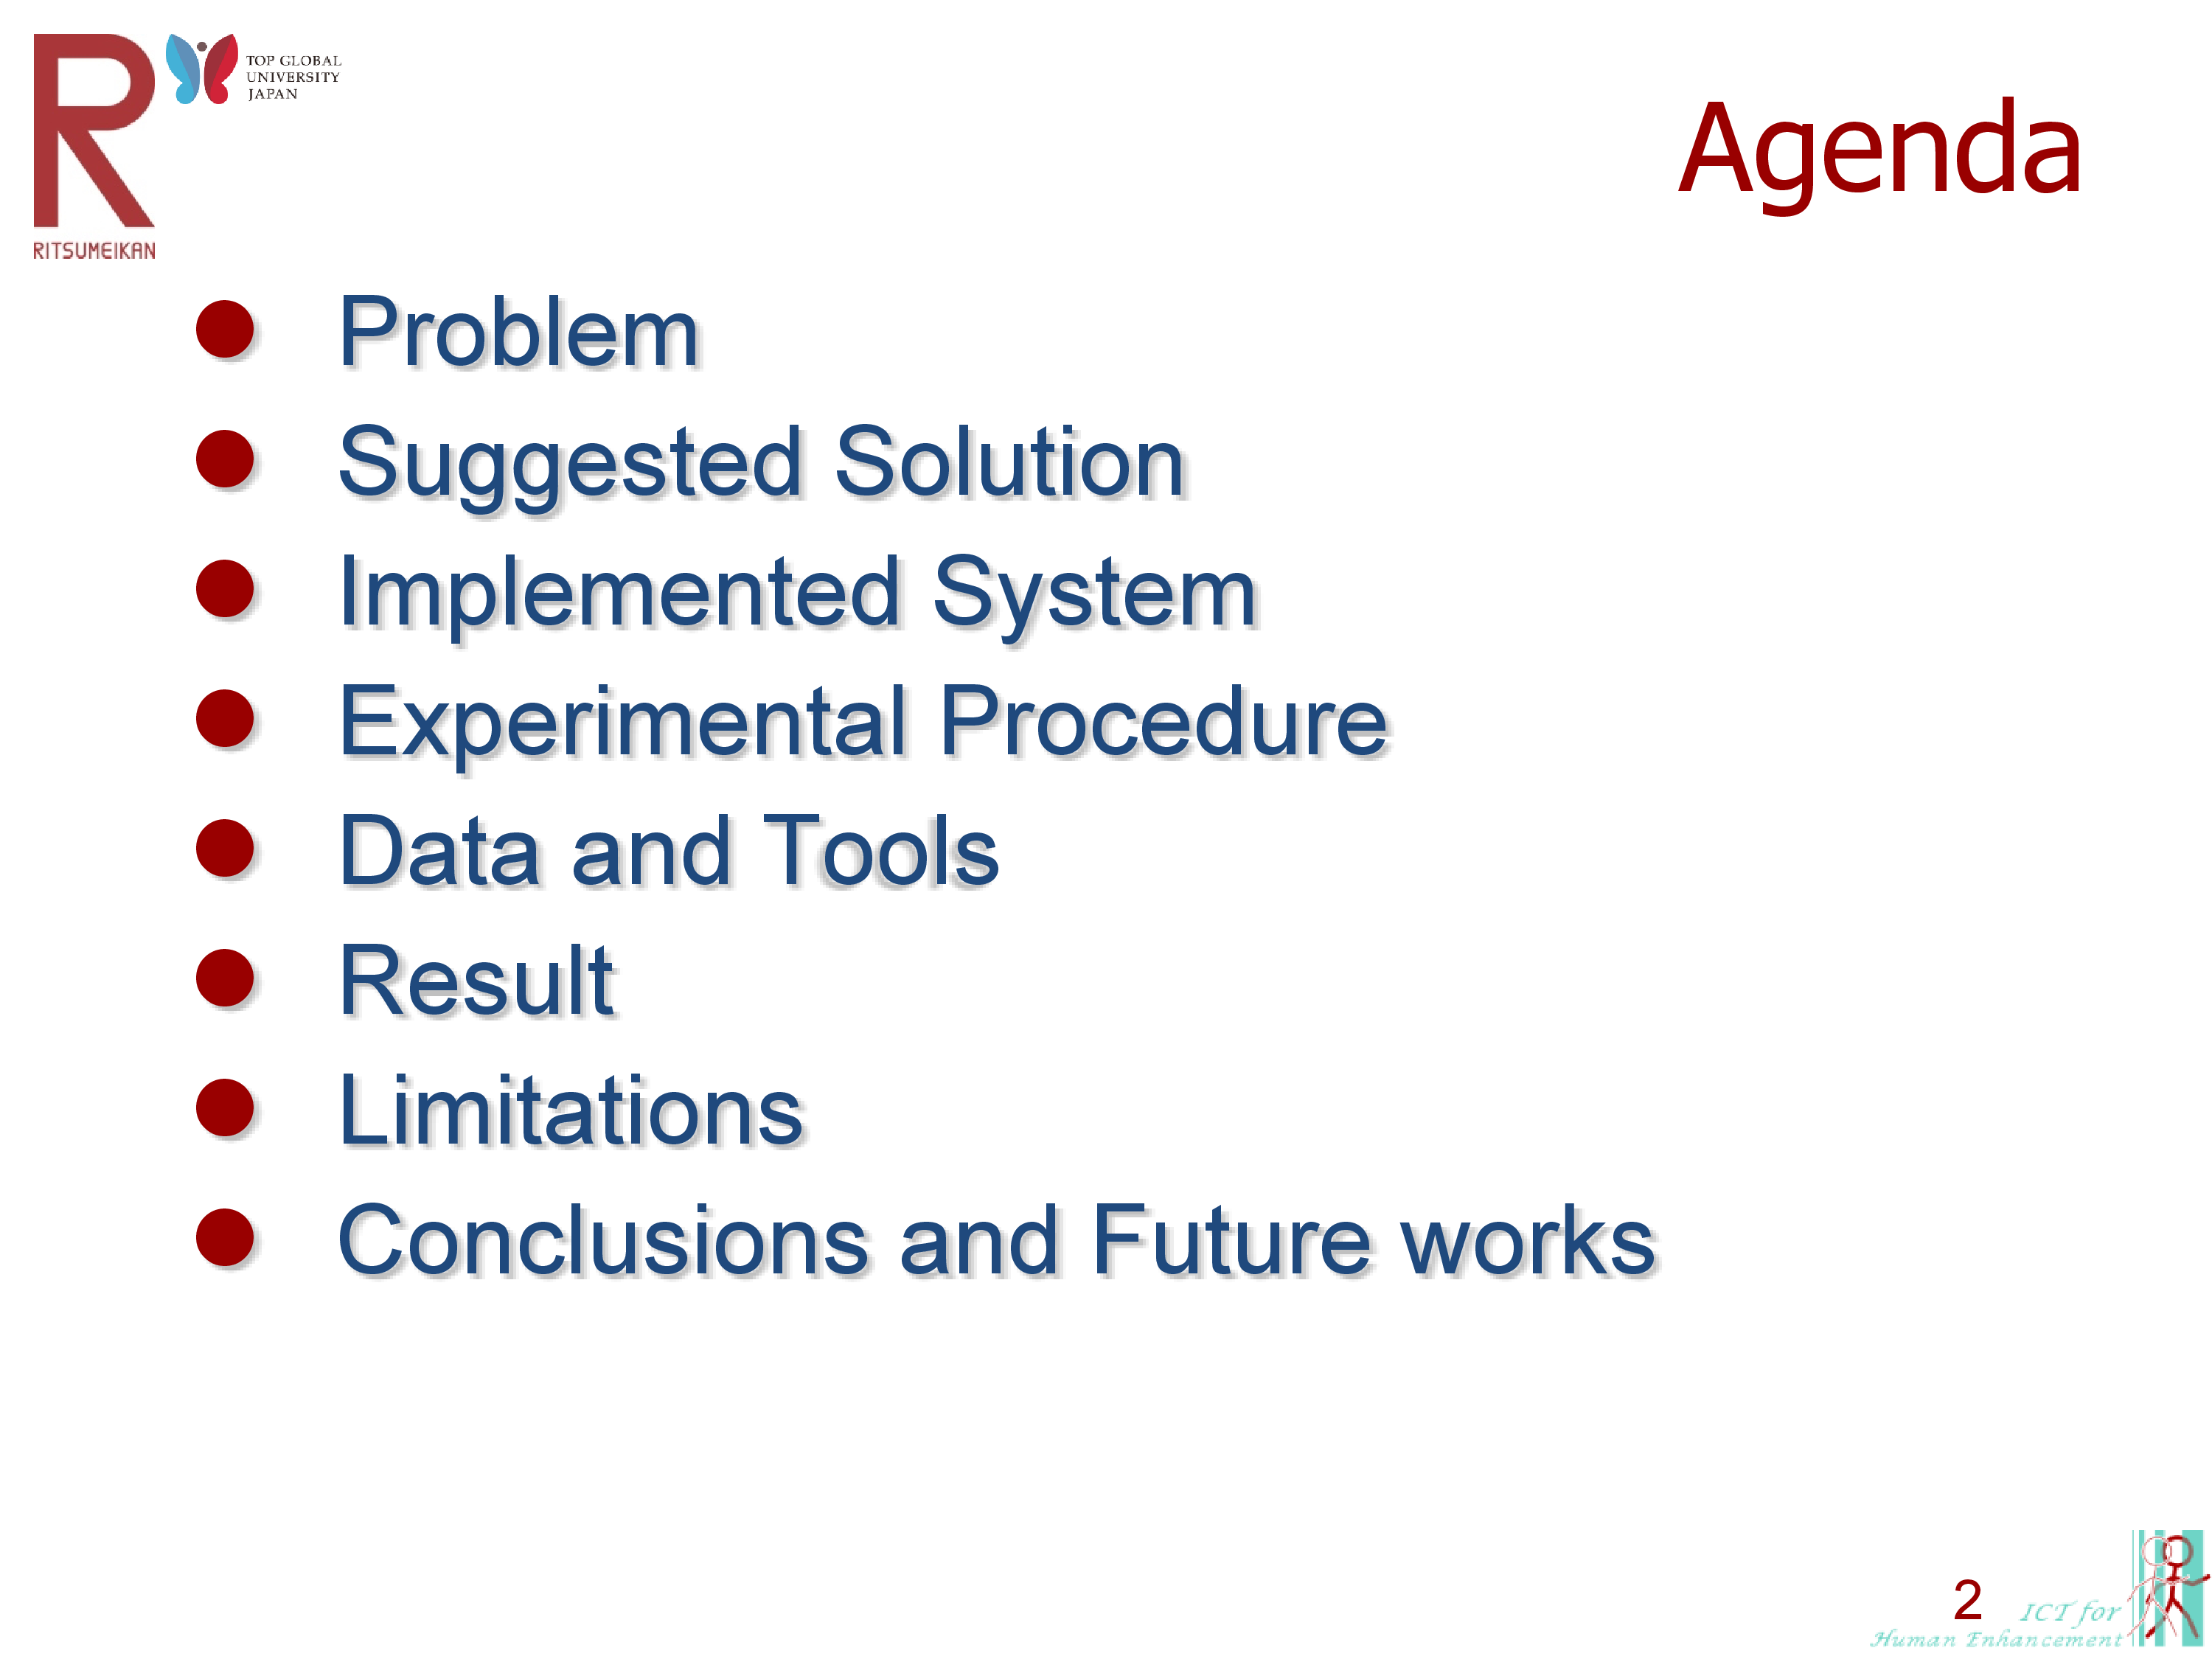 TOP GLOBAL
UNIVERSITY
JAPAN
RITSUMEIKAN
Agenda
● Problem
● Suggested Solution
● Implemented System
● Experimental Procedure
● Data and Tools
● Result
● Limitations
● Conclusions and Future works
2
ICT for
Human Enhancement